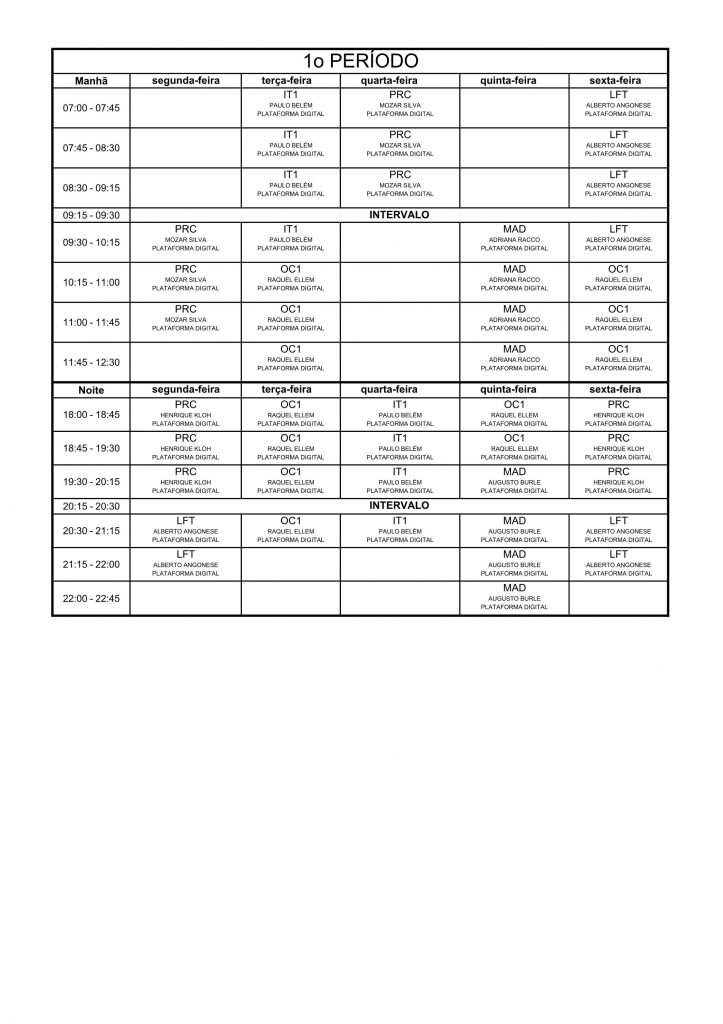 1o PERÍODO
Manhã segunda-feira terça-feira quarta-feira quinta-feira sexta-feira
IT1 PRC LFT
07:00 - 07:45 PAULO BELÉM MOZAR SILVA ALBERTO ANGONESE
PLATAFORMA DIGITAL PLATAFORMA DIGITAL PLATAFORMA DIGITAL
IT1 PRC LFT
07:45 - 08:30 PAULO BELÉM MOZAR SILVA ALBERTO ANGONESE
PLATAFORMA DIGITAL PLATAFORMA DIGITAL PLATAFORMA DIGITAL
IT1 PRC LFT
08:30 - 09:15 PAULO BELÉM MOZAR SILVA ALBERTO ANGONESE
PLATAFORMA DIGITAL PLATAFORMA DIGITAL PLATAFORMA DIGITAL
09:15 - 09:30 INTERVALO
PRC IT1 MAD LFT
09:30 - 10:15 MOZAR SILVA PAULO BELÉM ADRIANA RACCO ALBERTO ANGONESE
PLATAFORMA DIGITAL PLATAFORMA DIGITAL PLATAFORMA DIGITAL PLATAFORMA DIGITAL
PRC OC1 MAD OC1
10:15 - 11:00 MOZAR SILVA RAQUEL ELLEM ADRIANA RACCO RAQUEL ELLEM
PLATAFORMA DIGITAL PLATAFORMA DIGITAL PLATAFORMA DIGITAL PLATAFORMA DIGITAL
PRC OC1 MAD OC1
11:00 - 11:45 MOZAR SILVA RAQUEL ELLEM ADRIANA RACCO RAQUEL ELLEM
PLATAFORMA DIGITAL PLATAFORMA DIGITAL PLATAFORMA DIGITAL PLATAFORMA DIGITAL
OC1 MAD OC1
11:45 - 12:30 RAQUEL ELLEM ADRIANA RACCO RAQUEL ELLEM
PLATAFORMA DIGITAL PLATAFORMA DIGITAL PLATAFORMA DIGITAL
Noite segunda-feira terça-feira quarta-feira quinta-feira sexta-feira
PRC OC1 IT1 OC1 PRC
18:00 - 18:45 HENRIQUE KLOH RAQUEL ELLEM PAULO BELÉM RAQUEL ELLEM HENRIQUE KLOH
PLATAFORMA DIGITAL PLATAFORMA DIGITAL PLATAFORMA DIGITAL PLATAFORMA DIGITAL PLATAFORMA DIGITAL
PRC OC1 IT1 OC1 PRC
18:45 - 19:30 HENRIQUE KLOH RAQUEL ELLEM PAULO BELÉM RAQUEL ELLEM HENRIQUE KLOH
PLATAFORMA DIGITAL PLATAFORMA DIGITAL PLATAFORMA DIGITAL PLATAFORMA DIGITAL PLATAFORMA DIGITAL
PRC OC1 IT1 MAD PRC
19:30 - 20:15 HENRIQUE KLOH RAQUEL ELLEM PAULO BELÉM AUGUSTO BURLE HENRIQUE KLOH
PLATAFORMA DIGITAL PLATAFORMA DIGITAL PLATAFORMA DIGITAL PLATAFORMA DIGITAL PLATAFORMA DIGITAL
20:15 - 20:30 INTERVALO
LFT OC1 IT1 MAD LFT
20:30 - 21:15 ALBERTO ANGONESE RAQUEL ELLEM PAULO BELÉM AUGUSTO BURLE ALBERTO ANGONESE
PLATAFORMA DIGITAL PLATAFORMA DIGITAL PLATAFORMA DIGITAL PLATAFORMA DIGITAL PLATAFORMA DIGITAL
LFT MAD LFT
21:15 - 22:00 ALBERTO ANGONESE AUGUSTO BURLE ALBERTO ANGONESE
PLATAFORMA DIGITAL PLATAFORMA DIGITAL PLATAFORMA DIGITAL
MAD
22:00 - 22:45 AUGUSTO BURLE
PLATAFORMA DIGITAL